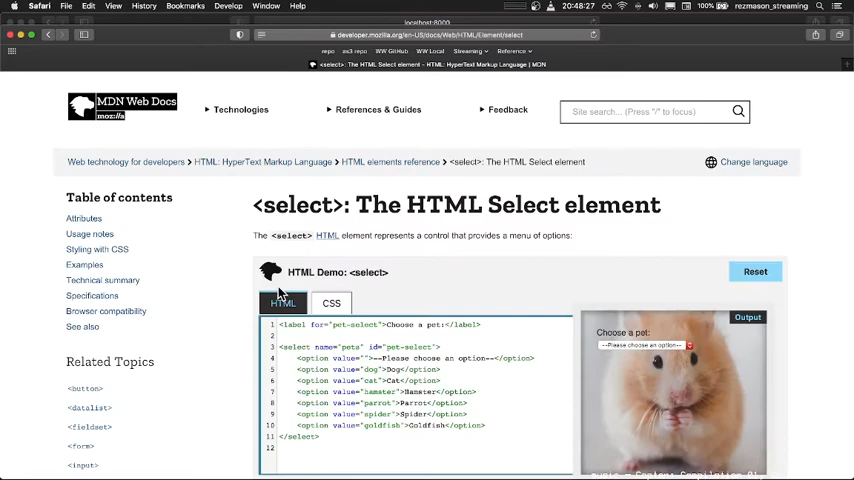 Safari File Edit View History Bookmarks Develop Window Help 100% 20:48:27 rezmason_streaming
localhost:8000
developer.mozilla.org/en-US/docs/Web/HTML/Element/select
repo as3 repo WW GitHub WW Local Streaming Reference
<select>: The HTML Select element - HTML: HyperText Markup Language | MDN
MDN Web Docs
moz://a
Technologies
References & Guides
Feedback
Site search... (Press "/" to focus)
Web technology for developers HTML: HyperText Markup Language HTML elements reference <select>: The HTML Select element
Change language
Table of contents
Attributes
Usage notes
Styling with CSS
Examples
Technical summary
Specifications
Browser compatibility
See also
Related Topics
<button>
<datalist>
<fieldset>
<form>
<input>
<select>: The HTML Select element
The <select> HTML element represents a control that provides a menu of options:
HTML Demo: <select>
Reset
HTML CSS
1 <label for="pet-select">Choose a pet:</label>
2
3 <select name="pets" id="pet-select">
4 <option value="">--Please choose an option--</option>
5 <option value="dog">Dog</option>
6 <option value="cat">Cat</option>
7 <option value="hamster">Hamster</option>
8 <option value="parrot">Parrot</option>
9 <option value="spider">Spider</option>
10 <option value="goldfish">Goldfish</option>
11 </select>
12
Output
Choose a pet:
--Please choose an option--